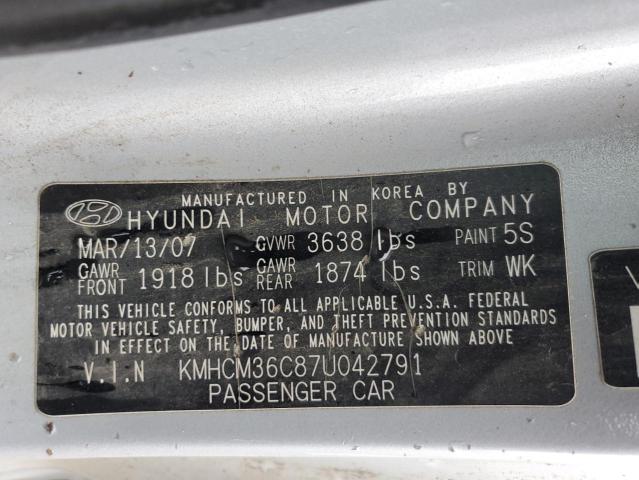 MANUFACTURED IN KOREA BY
HYUNDAI MOTOR COMPANY
MAR/13/07 GVWR 3638 lbs PAINT 5S
GAWR FRONT 1918 lbs GAWR REAR 1874 lbs TRIM WK
THIS VEHICLE CONFORMS TO ALL APPLICABLE U.S.A. FEDERAL
MOTOR VEHICLE SAFETY, BUMPER, AND THEFT PREVENTION STANDARDS
IN EFFECT ON THE DATE OF MANUFACTURE SHOWN ABOVE
V.I.N KMHCM36C87U042791
PASSENGER CAR